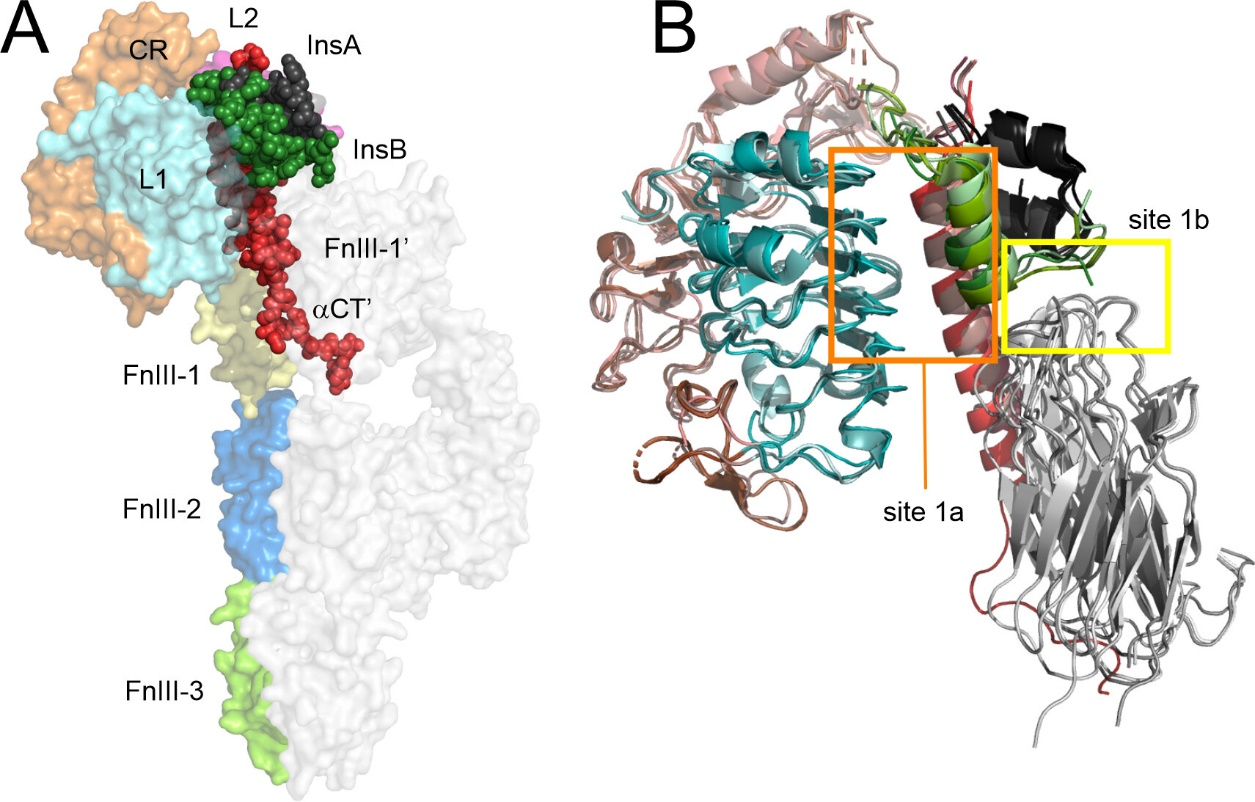 A
CR
L2
InsA
InsB
L1
FnIII-1’
αCT’
FnIII-1
FnIII-2
FnIII-3
B
site 1b
site 1a